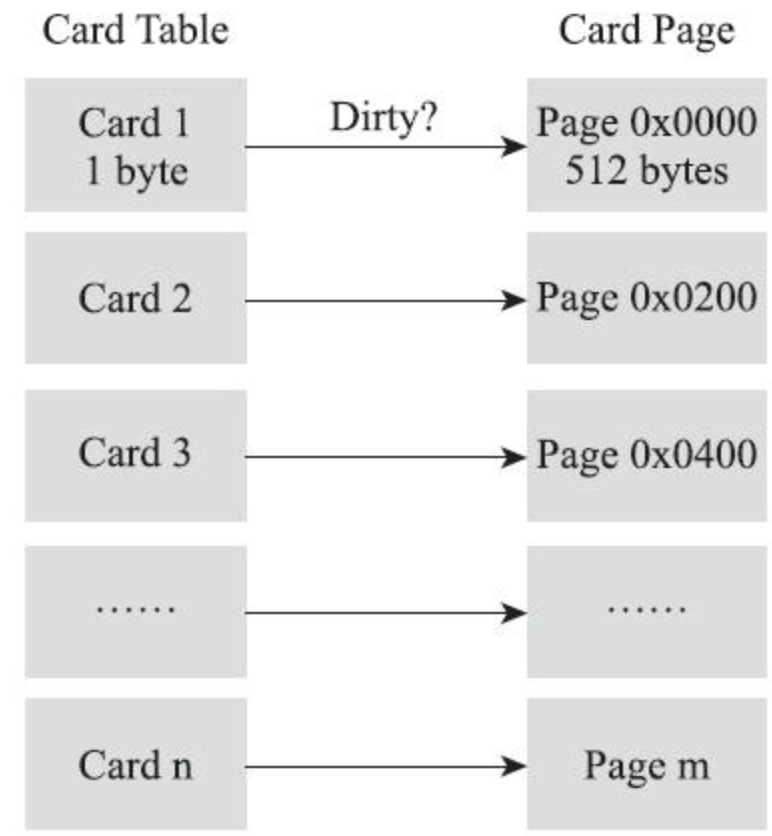 Card Table
Card Page
Card 1
1 byte
Dirty?
Page 0x0000
512 bytes
Card 2
Page 0x0200
Card 3
Page 0x0400
……
……
Card n
Page m